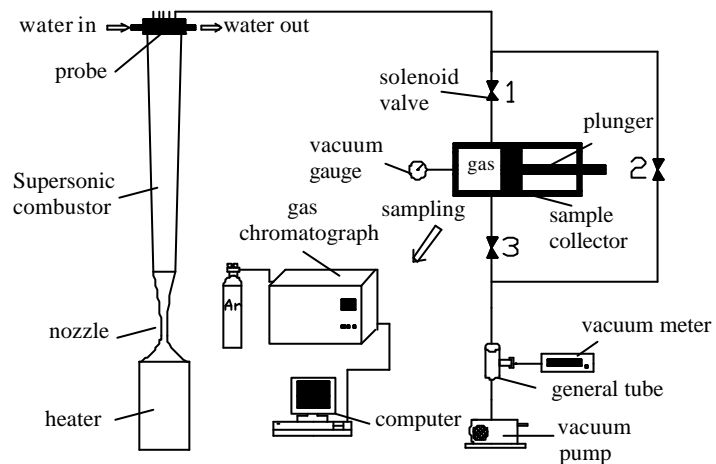 water in
water out
probe
solenoid
valve
1
plunger
vacuum
gauge
gas
2
Supersonic
combustor
sampling
sample
collector
gas
chromatograph
3
Ar
nozzle
vacuum meter
general tube
heater
computer
vacuum
pump